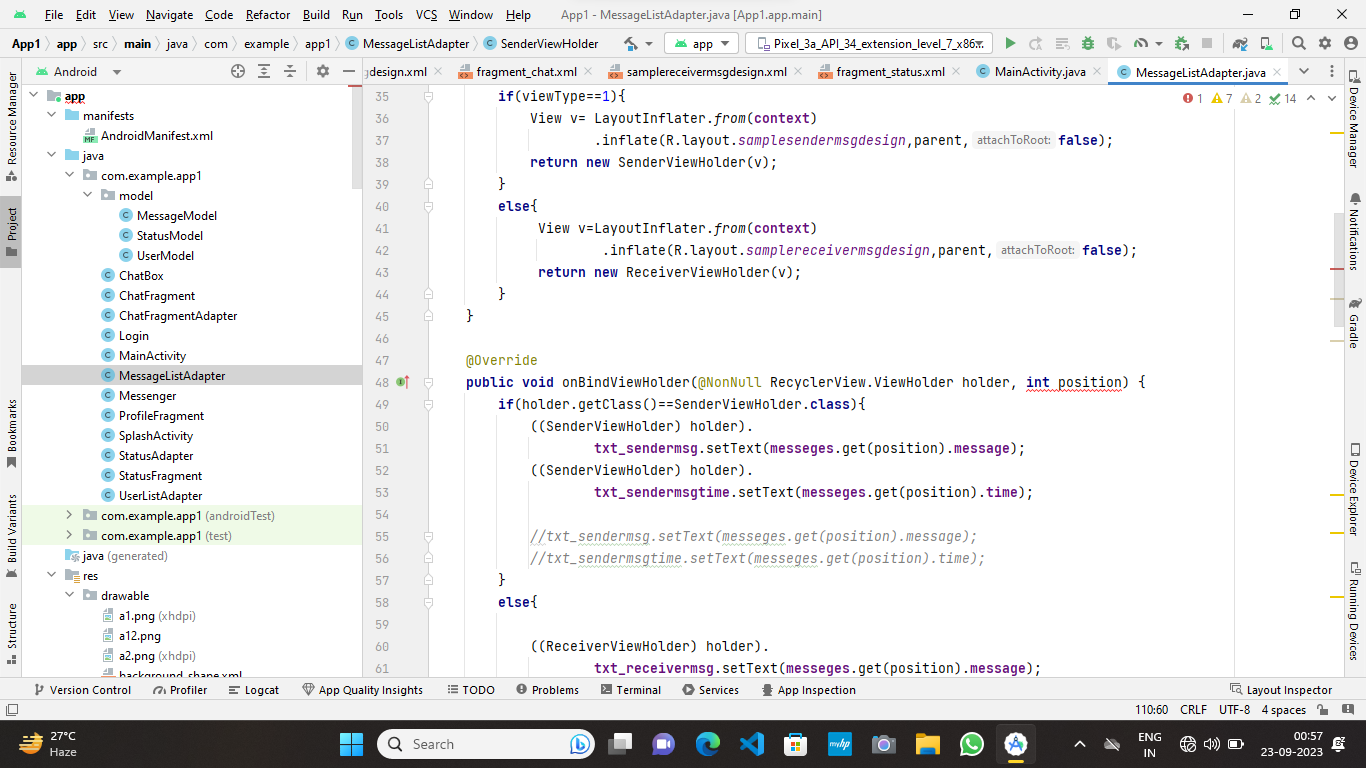 File Edit View Navigate Code Refactor Build Run Tools VCS Window Help App1 - MessageListAdapter.java [App1.app.main]
App1 app src main java com example app1 MessageListAdapter SenderViewHolder app Pixel_3a_API_34_extension_level_7_x86...
Android
gdesign.xml fragment_chat.xml samplereceivermsgdesign.xml fragment_status.xml MainActivity.java MessageListAdapter.java
Resource Manager
Project
Bookmarks
Build Variants
Structure
app
manifests
AndroidManifest.xml
java
com.example.app1
model
MessageModel
StatusModel
UserModel
ChatBox
ChatFragment
ChatFragmentAdapter
Login
MainActivity
MessageListAdapter
Messenger
ProfileFragment
SplashActivity
StatusAdapter
StatusFragment
UserListAdapter
com.example.app1 (androidTest)
com.example.app1 (test)
java (generated)
res
drawable
a1.png (xhdpi)
a12.png
a2.png (xhdpi)
background_shape.xml
1 7 2 14
35 if(viewType==1){
36 View v= LayoutInflater.from(context)
37 .inflate(R.layout.samplesendermsgdesign,parent, attachToRoot: false);
38 return new SenderViewHolder(v);
39 }
40 else{
41 View v=LayoutInflater.from(context)
42 .inflate(R.layout.samplereceivermsgdesign,parent, attachToRoot: false);
43 return new ReceiverViewHolder(v);
44 }
45 }
46
47 @Override
48 public void onBindViewHolder(@NonNull RecyclerView.ViewHolder holder, int position) {
49 if(holder.getClass()==SenderViewHolder.class){
50 ((SenderViewHolder) holder).
51 txt_sendermsg.setText(messeges.get(position).message);
52 ((SenderViewHolder) holder).
53 txt_sendermsgtime.setText(messeges.get(position).time);
54
55 //txt_sendermsg.setText(messeges.get(position).message);
56 //txt_sendermsgtime.setText(messeges.get(position).time);
57 }
58 else{
59
60 ((ReceiverViewHolder) holder).
61 txt_receivermsg.setText(messeges.get(position).message);
Device Manager
Notifications
Gradle
Device Explorer
Running Devices
Version Control Profiler Logcat App Quality Insights TODO Problems Terminal Services App Inspection Layout Inspector
110:60 CRLF UTF-8 4 spaces
27°C
Haze
Search
myhp
ENG
IN
00:57
23-09-2023